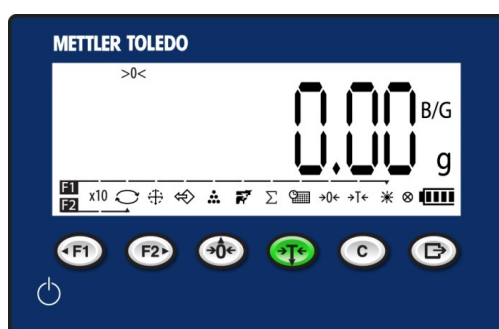 METTLER TOLEDO
>0<
0.00 B/G
g
F1
F2
x10 Σ →0← →T←
◂F1 F2▸ →0← →T← C